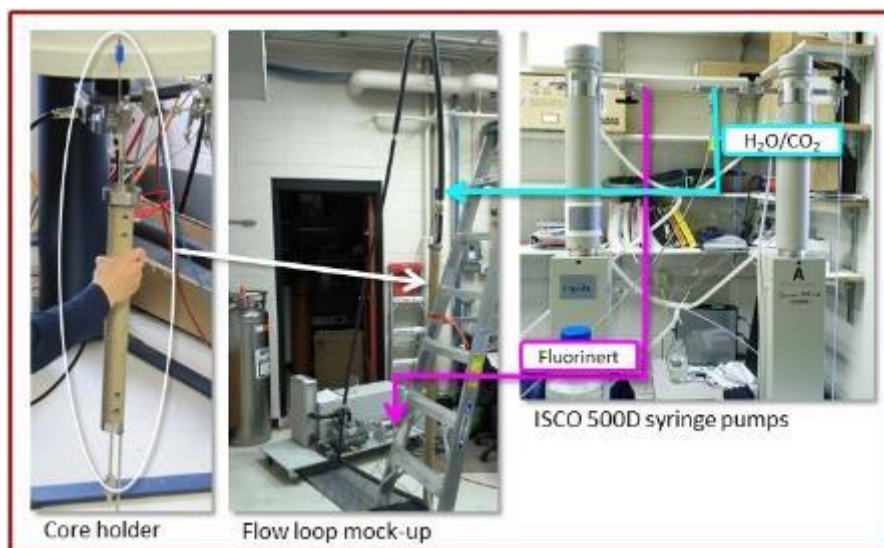 H₂O/CO₂
Fluorinert
A
ISCO 500D syringe pumps
Core holder
Flow loop mock-up